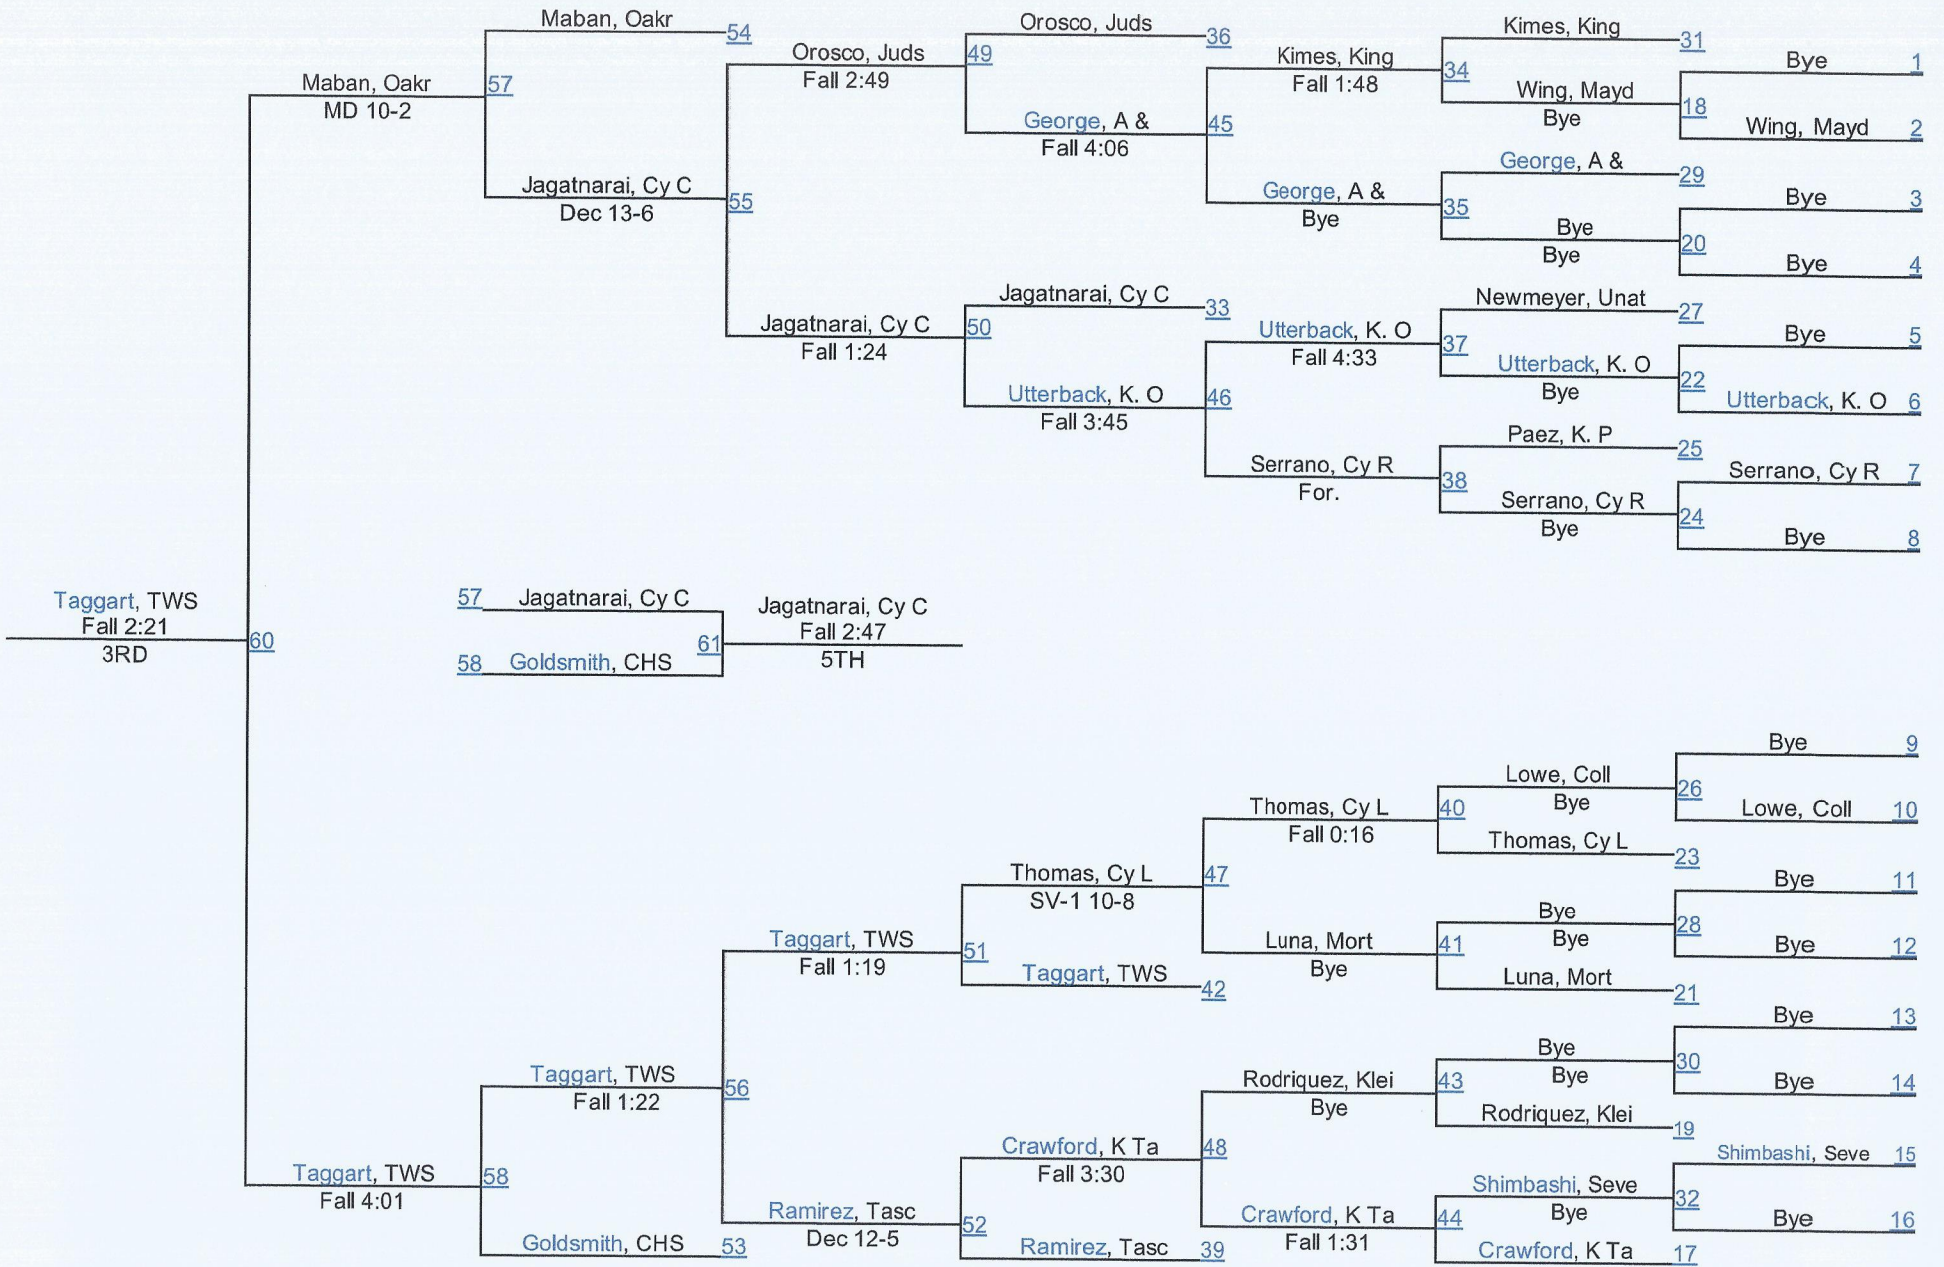 Maban, Oakr
54
Maban, Oakr
MD 10-2
57
Jagatnarai, Cy C
Dec 13-6
55
Orosco, Juds
Fall 2:49
49
Orosco, Juds
36
George, A &
Fall 4:06
45
Kimes, King
Fall 1:48
34
Kimes, King
31
Wing, Mayd
Bye
18
Bye
1
Wing, Mayd
2
George, A &
Bye
35
George, A &
29
Bye
Bye
20
Bye
3
Bye
4
Jagatnarai, Cy C
Fall 1:24
50
Jagatnarai, Cy C
33
Utterback, K. O
Fall 3:45
46
Utterback, K. O
Fall 4:33
37
Newmeyer, Unat
27
Utterback, K. O
Bye
22
Bye
5
Utterback, K. O
6
Serrano, Cy R
For.
38
Paez, K. P
25
Serrano, Cy R
Bye
24
Serrano, Cy R
7
Bye
8
Taggart, TWS
Fall 2:21
3RD
60
57
Jagatnarai, Cy C
58
Goldsmith, CHS
61
Jagatnarai, Cy C
Fall 2:47
5TH
Taggart, TWS
Fall 4:01
58
Taggart, TWS
Fall 1:22
56
Goldsmith, CHS
53
Taggart, TWS
Fall 1:19
51
Thomas, Cy L
SV-1 10-8
47
Taggart, TWS
42
Thomas, Cy L
Fall 0:16
40
Lowe, Coll
Bye
26
Bye
9
Lowe, Coll
10
Thomas, Cy L
23
Luna, Mort
Bye
41
Bye
Bye
28
Bye
11
Bye
12
Luna, Mort
21
Ramirez, Tasc
Dec 12-5
52
Crawford, K Ta
Fall 3:30
48
Ramirez, Tasc
39
Rodriquez, Klei
Bye
43
Bye
Bye
30
Bye
13
Bye
14
Rodriquez, Klei
19
Crawford, K Ta
Fall 1:31
44
Shimbashi, Seve
Bye
32
Shimbashi, Seve
15
Bye
16
Crawford, K Ta
17